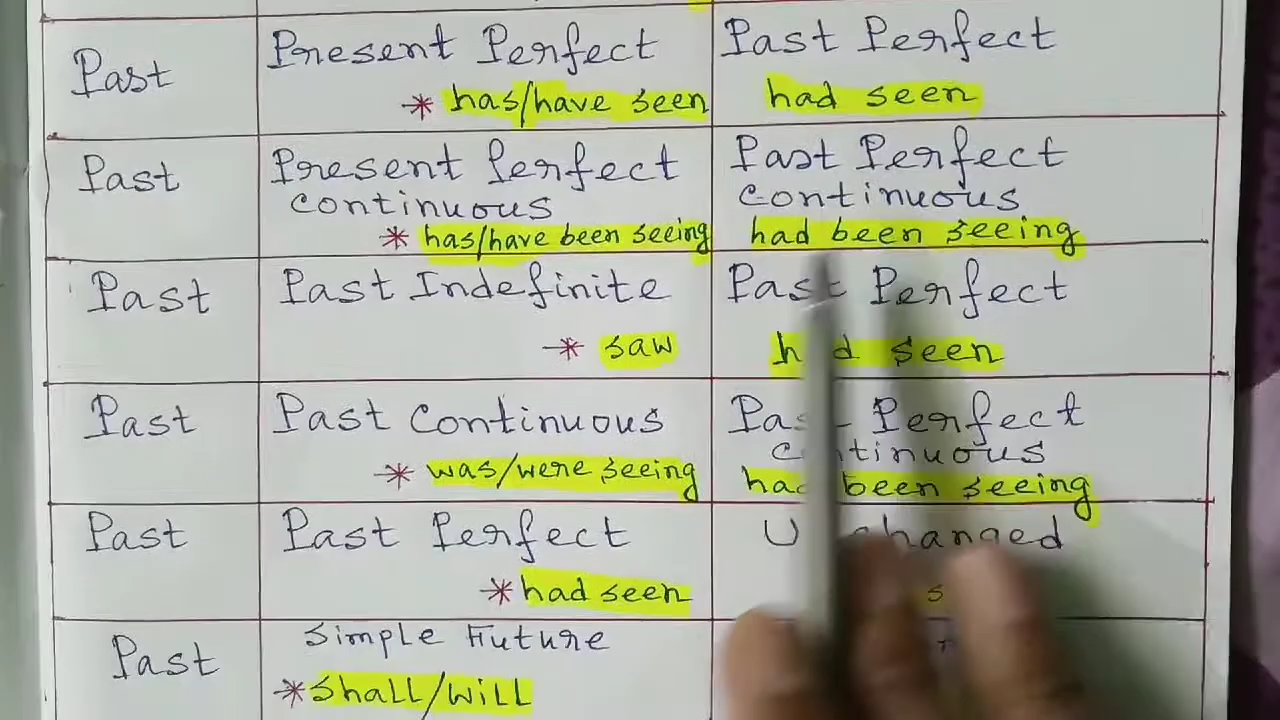 Past
Present Perfect
* has/have seen
Past Perfect
had seen
Past
Present Perfect
continuous
* has/have been seeing
Past Perfect
continuous
had been seeing
Past
Past Indefinite
* saw
Past Perfect
seen
Past
Past Continuous
* was/were seeing
Perfect
been seeing
Past
Past Perfect
* had seen
Past
Simple Future
* Shall/Will